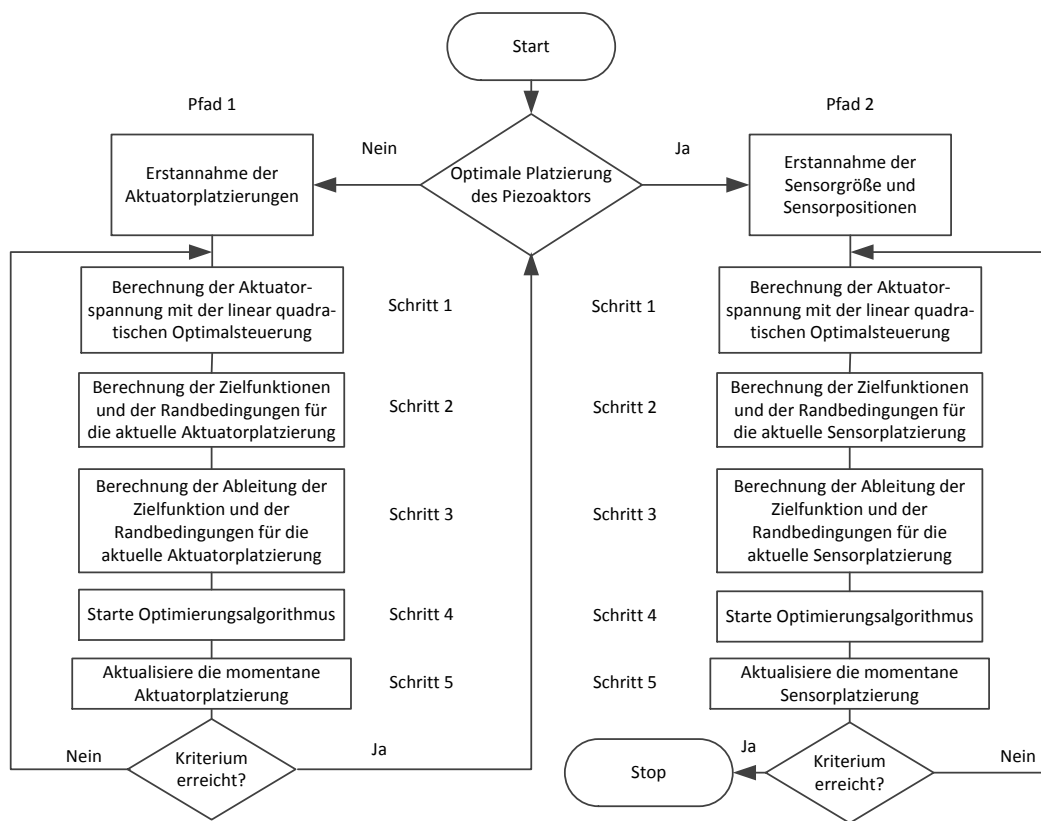 Start
Pfad 1
Pfad 2
Nein
Ja
Optimale Platzierung
des Piezoaktors
Erstannahme der
Aktuatorplatzierungen
Berechnung der Aktuator-
spannung mit der linear quadra-
tischen Optimalsteuerung
Schritt 1
Berechnung der Zielfunktionen
und der Randbedingungen für
die aktuelle Aktuatorplatzierung
Schritt 2
Berechnung der Ableitung der
Zielfunktion und der
Randbedingungen für die
aktuelle Aktuatorplatzierung
Schritt 3
Starte Optimierungsalgorithmus
Schritt 4
Aktualisiere die momentane
Aktuatorplatzierung
Schritt 5
Nein
Kriterium
erreicht?
Ja
Erstannahme der
Sensorgröße und
Sensorpositionen
Schritt 1
Berechnung der Aktuator-
spannung mit der linear quadra-
tischen Optimalsteuerung
Schritt 2
Berechnung der Zielfunktionen
und der Randbedingungen für
die aktuelle Sensorplatzierung
Schritt 3
Berechnung der Ableitung der
Zielfunktion und der
Randbedingungen für die
aktuelle Sensorplatzierung
Schritt 4
Starte Optimierungsalgorithmus
Schritt 5
Aktualisiere die momentane
Sensorplatzierung
Stop
Ja
Kriterium
erreicht?
Nein